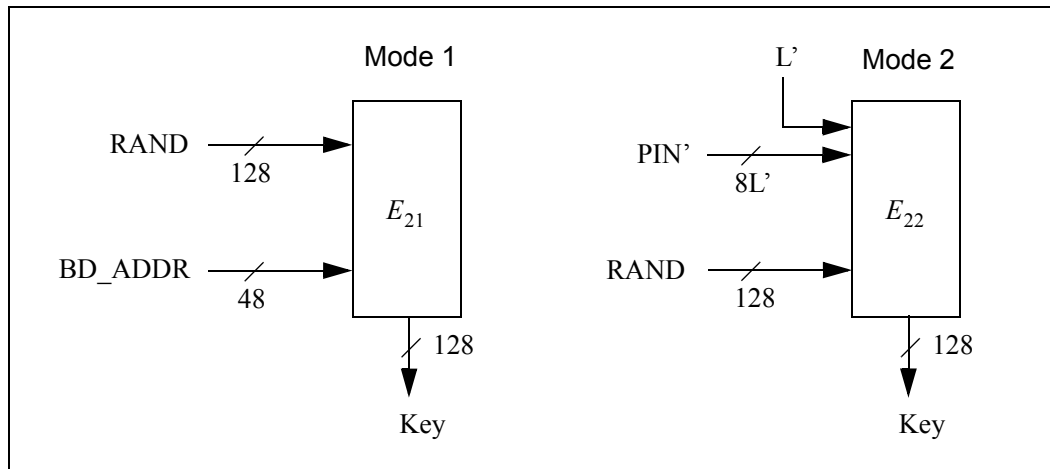 Mode 1
RAND
128
E21
BD_ADDR
48
128
Key
L’
Mode 2
PIN’
8L’
E22
RAND
128
128
Key